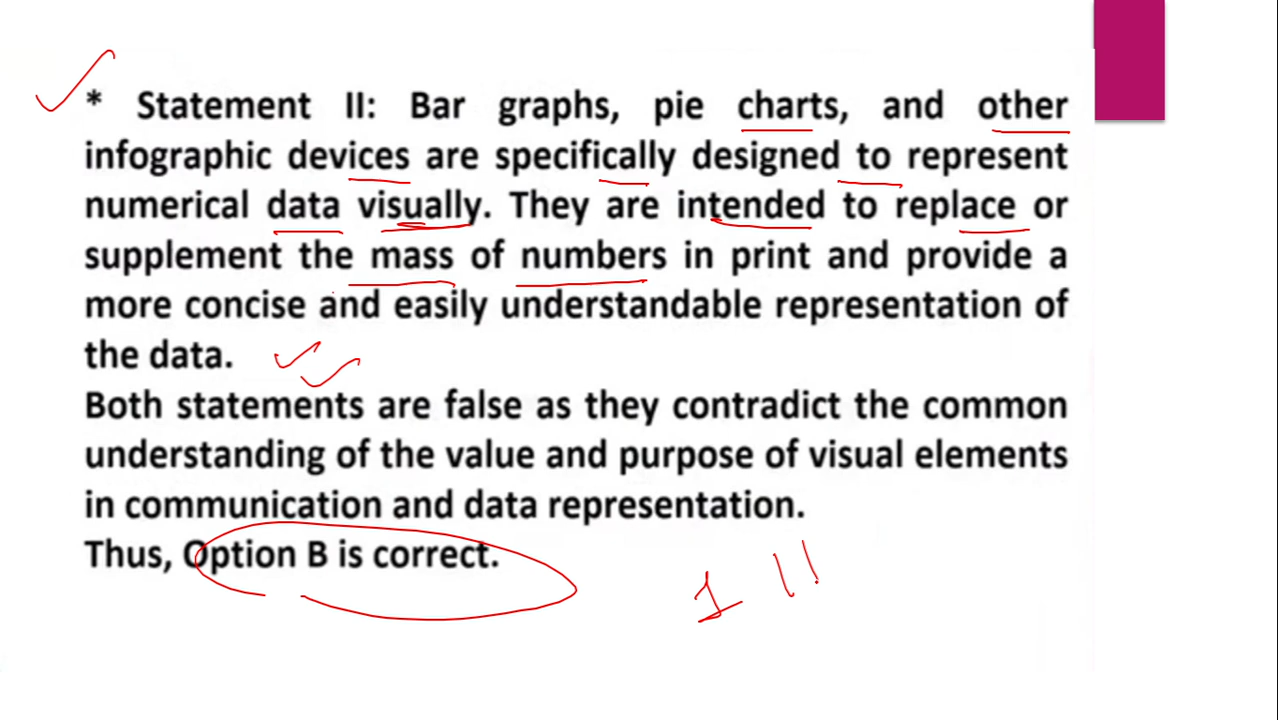 * Statement II: Bar graphs, pie charts, and other
infographic devices are specifically designed to represent
numerical data visually. They are intended to replace or
supplement the mass of numbers in print and provide a
more concise and easily understandable representation of
the data.
Both statements are false as they contradict the common
understanding of the value and purpose of visual elements
in communication and data representation.
Thus, Option B is correct.
1 11